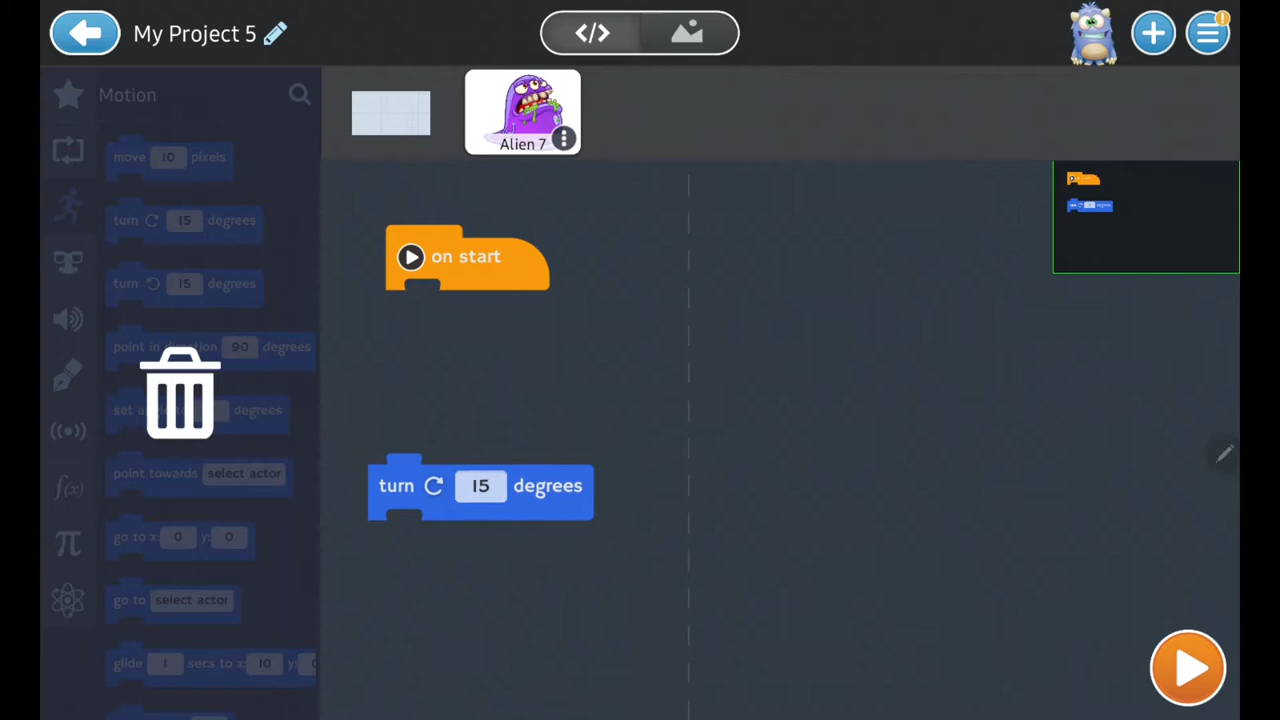 My Project 5
</>
Motion
Alien 7
move 10 pixels
turn 15 degrees
turn 15 degrees
point in direction 90 degrees
set a degrees
point towards select actor
go to x: 0 y: 0
go to select actor
glide 1 secs to x: 10 y:
on start
turn 15 degrees
f(x)
π